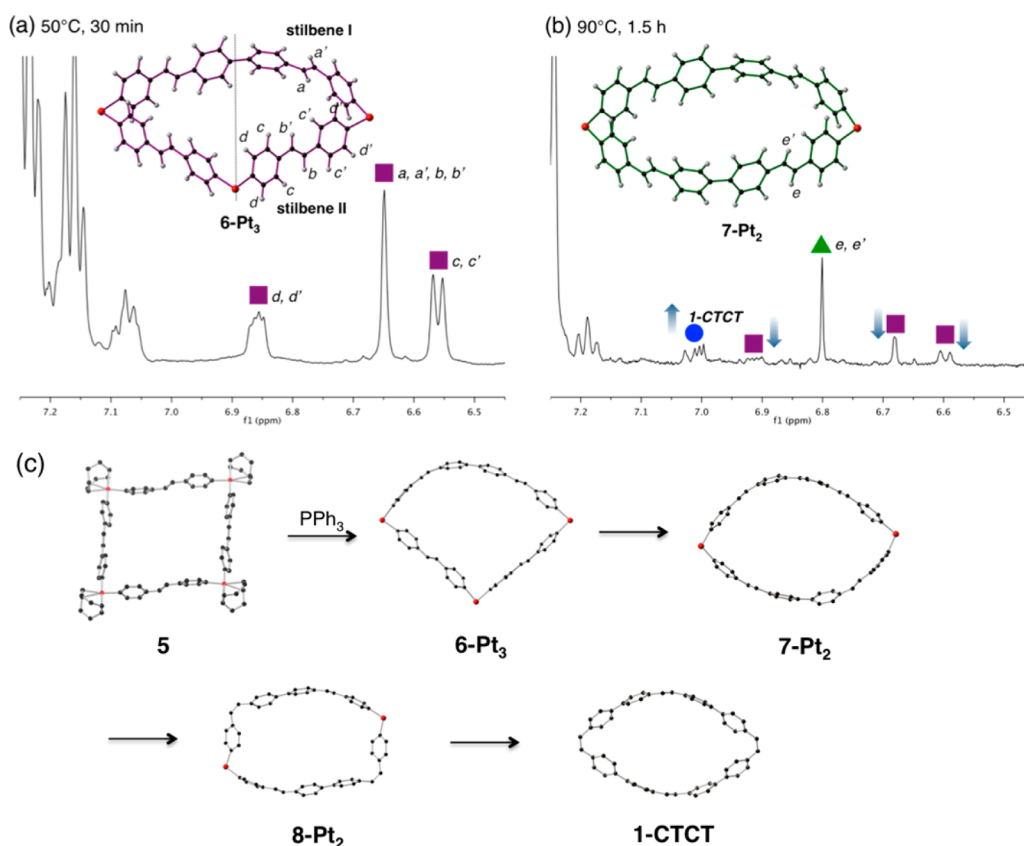 (a) 50°C, 30 min
stilbene I
a'
a
d'
c'
c b' d'
d
b c'
c
d stilbene II
6-Pt3
a, a', b, b'
c, c'
d, d'
7.2 7.1 7.0 6.9 6.8 6.7 6.6 6.5
f1 (ppm)
(b) 90°C, 1.5 h
e'
e
7-Pt2
e, e'
1-CTCT
7.2 7.1 7.0 6.9 6.8 6.7 6.6 6.5
f1 (ppm)
(c)
PPh3
5 6-Pt3 7-Pt2
8-Pt2 1-CTCT